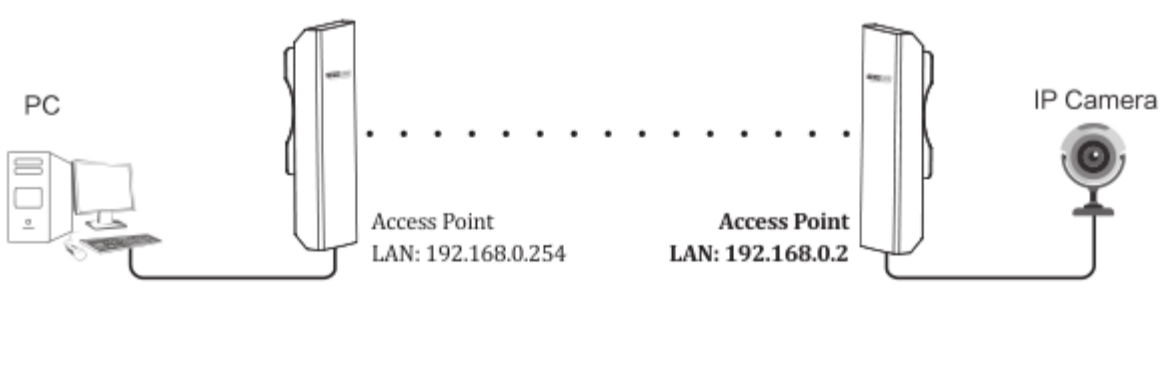 PC
IP Camera
Access Point
LAN: 192.168.0.254
Access Point
LAN: 192.168.0.2